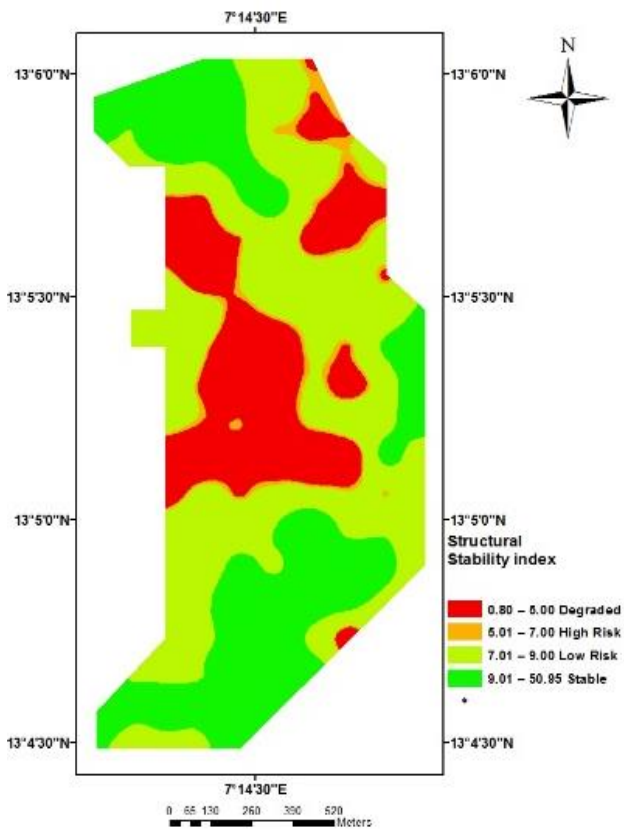 7°14'30"E
N
13°6'0"N
13°6'0"N
13°5'30"N
13°5'30"N
13°5'0"N
13°5'0"N
Structural
Stability index
0.80 – 5.00 Degraded
5.01 – 7.00 High Risk
7.01 – 9.00 Low Risk
9.01 – 50.95 Stable
13°4'30"N
13°4'30"N
7°14'30"E
0 65 130 260 390 520
Meters